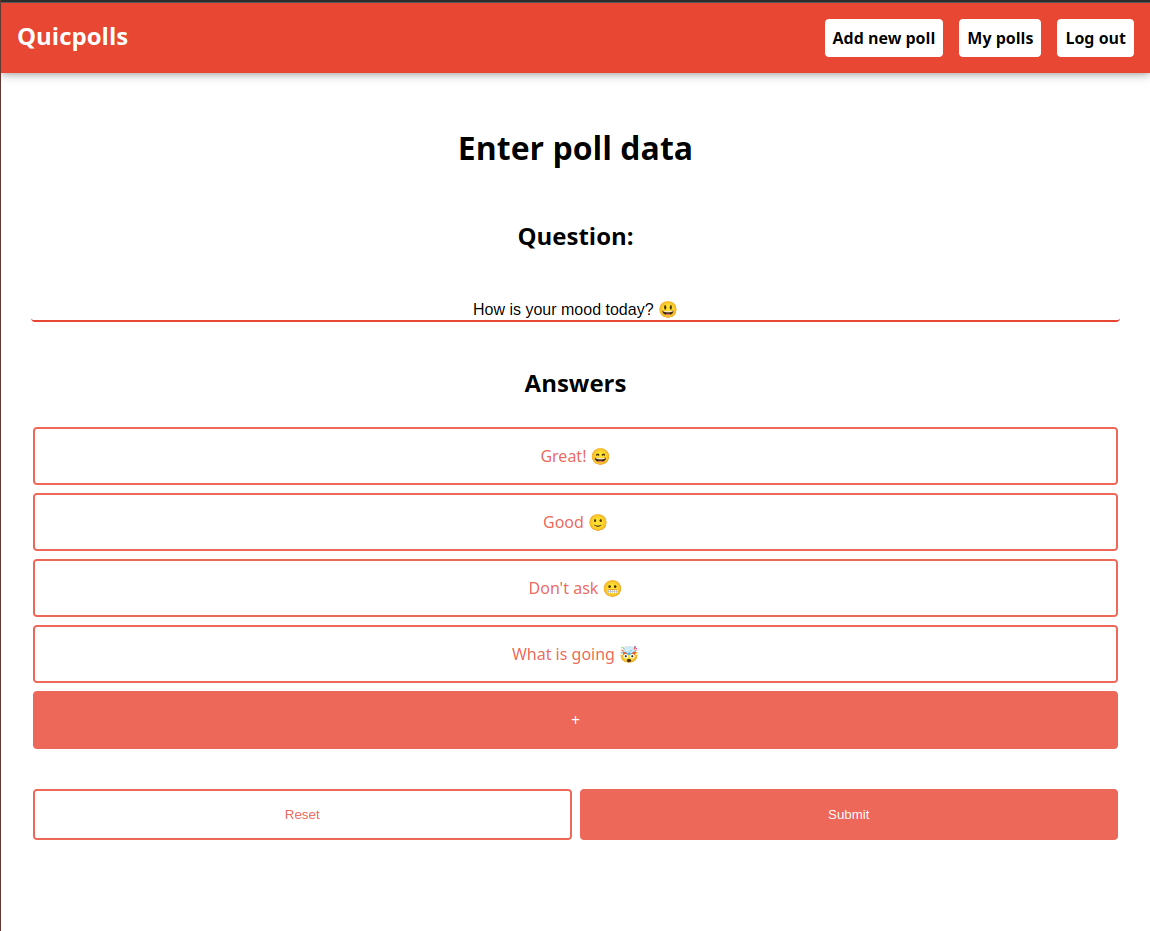 Quicpolls
Add new poll
My polls
Log out
Enter poll data
Question:
How is your mood today? 😃
Answers
Great! 😄
Good 🙂
Don't ask 😬
What is going 🤯
+
Reset
Submit